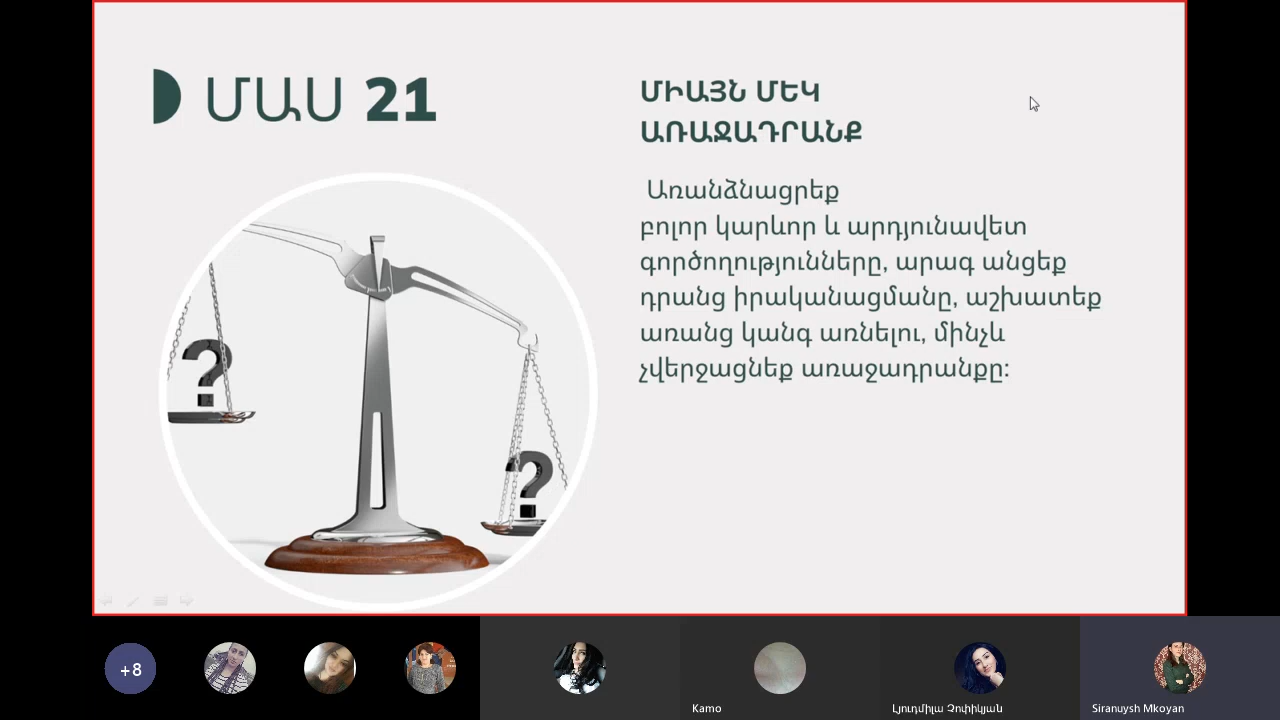 ՄԱՍ 21
ՄԻԱՅՆ ՄԵԿ
ԱՌԱՋԱԴՐԱՆՔ
Առանձնացրեք
բոլոր կարևոր և արդյունավետ
գործողությունները, արագ անցեք
դրանց իրականացմանը, աշխատեք
առանց կանգ առնելու, մինչև
չվերջացնեք առաջադրանքը:
?
?
+8
Kamo
Լյուդմիլա Չոփիկյան
Siranuysh Mkoyan